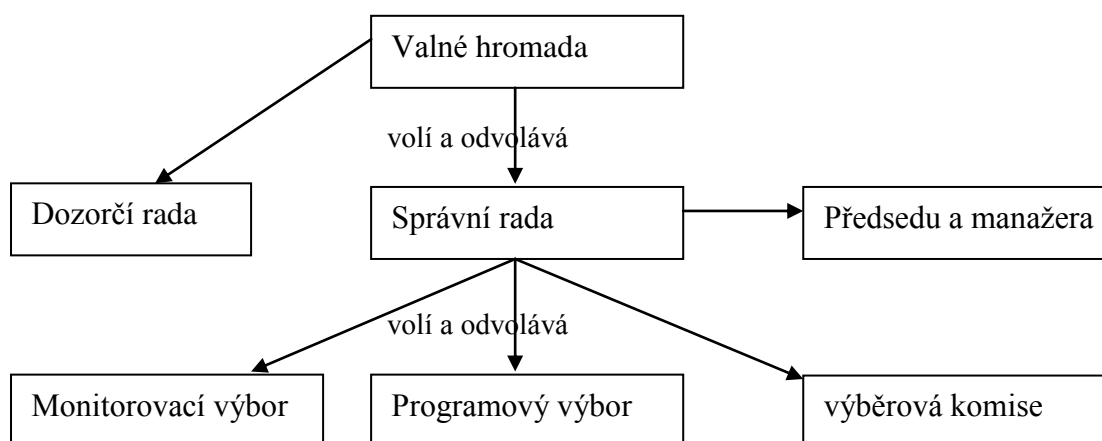 Valné hromada
volí a odvolává
Dozorčí rada
Správní rada
Předsedu a manažera
volí a odvolává
Monitorovací výbor
Programový výbor
výběrová komise